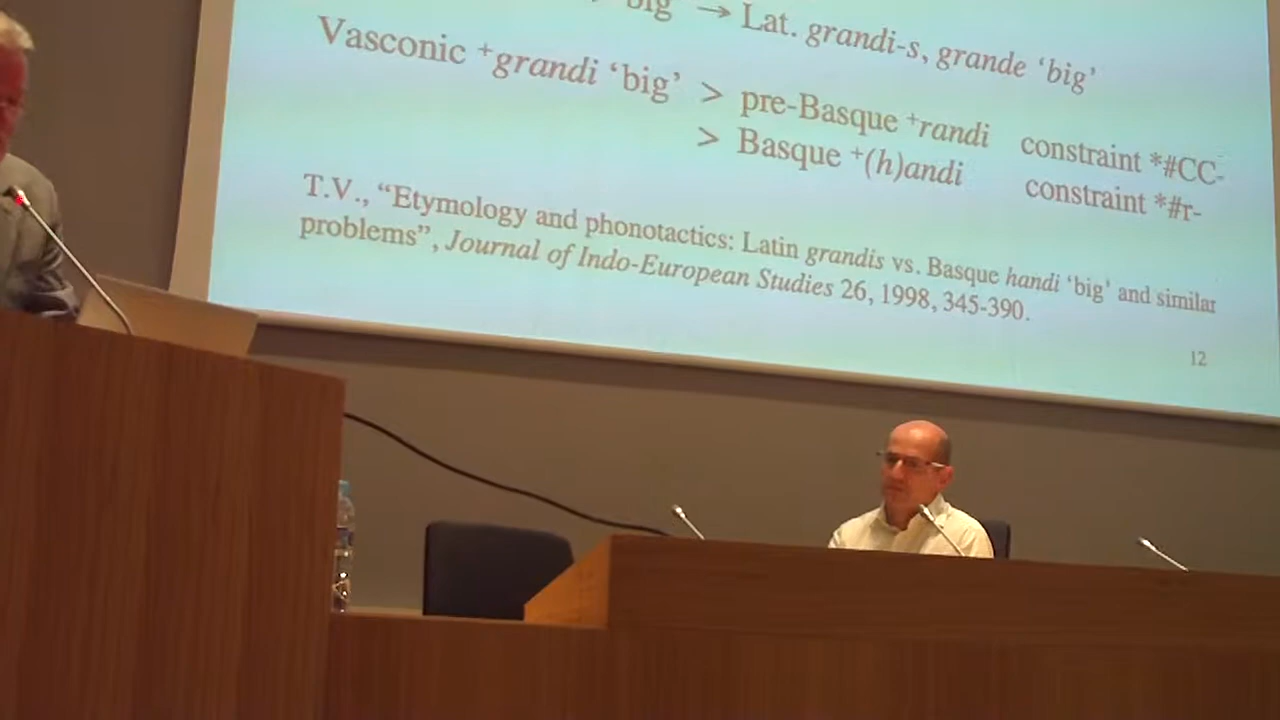 big → Lat. grandi-s, grande ‘big’
Vasconic ⁺grandi ‘big’ > pre-Basque ⁺randi constraint *#CC-
> Basque ⁺(h)andi constraint *#r-
T.V., “Etymology and phonotactics: Latin grandis vs. Basque handi ‘big’ and similar
problems”, Journal of Indo-European Studies 26, 1998, 345-390.
12